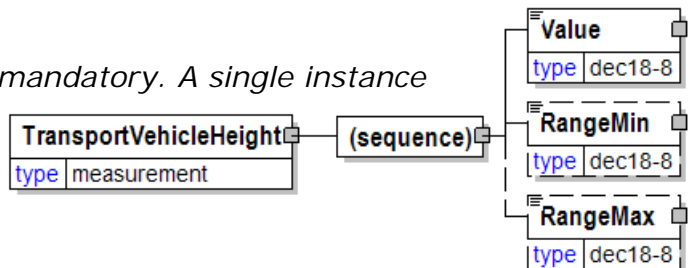 mandatory. A single instance
TransportVehicleHeight
type measurement
(sequence)
Value
type dec18-8
RangeMin
type dec18-8
RangeMax
type dec18-8